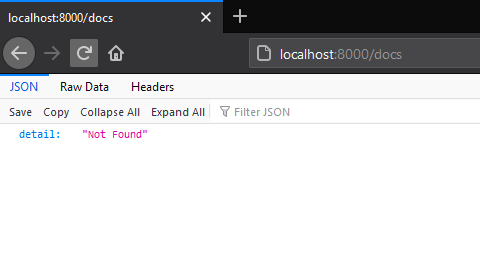 localhost:8000/docs
localhost:8000/docs
JSON Raw Data Headers
Save Copy Collapse All Expand All Filter JSON
detail: "Not Found"